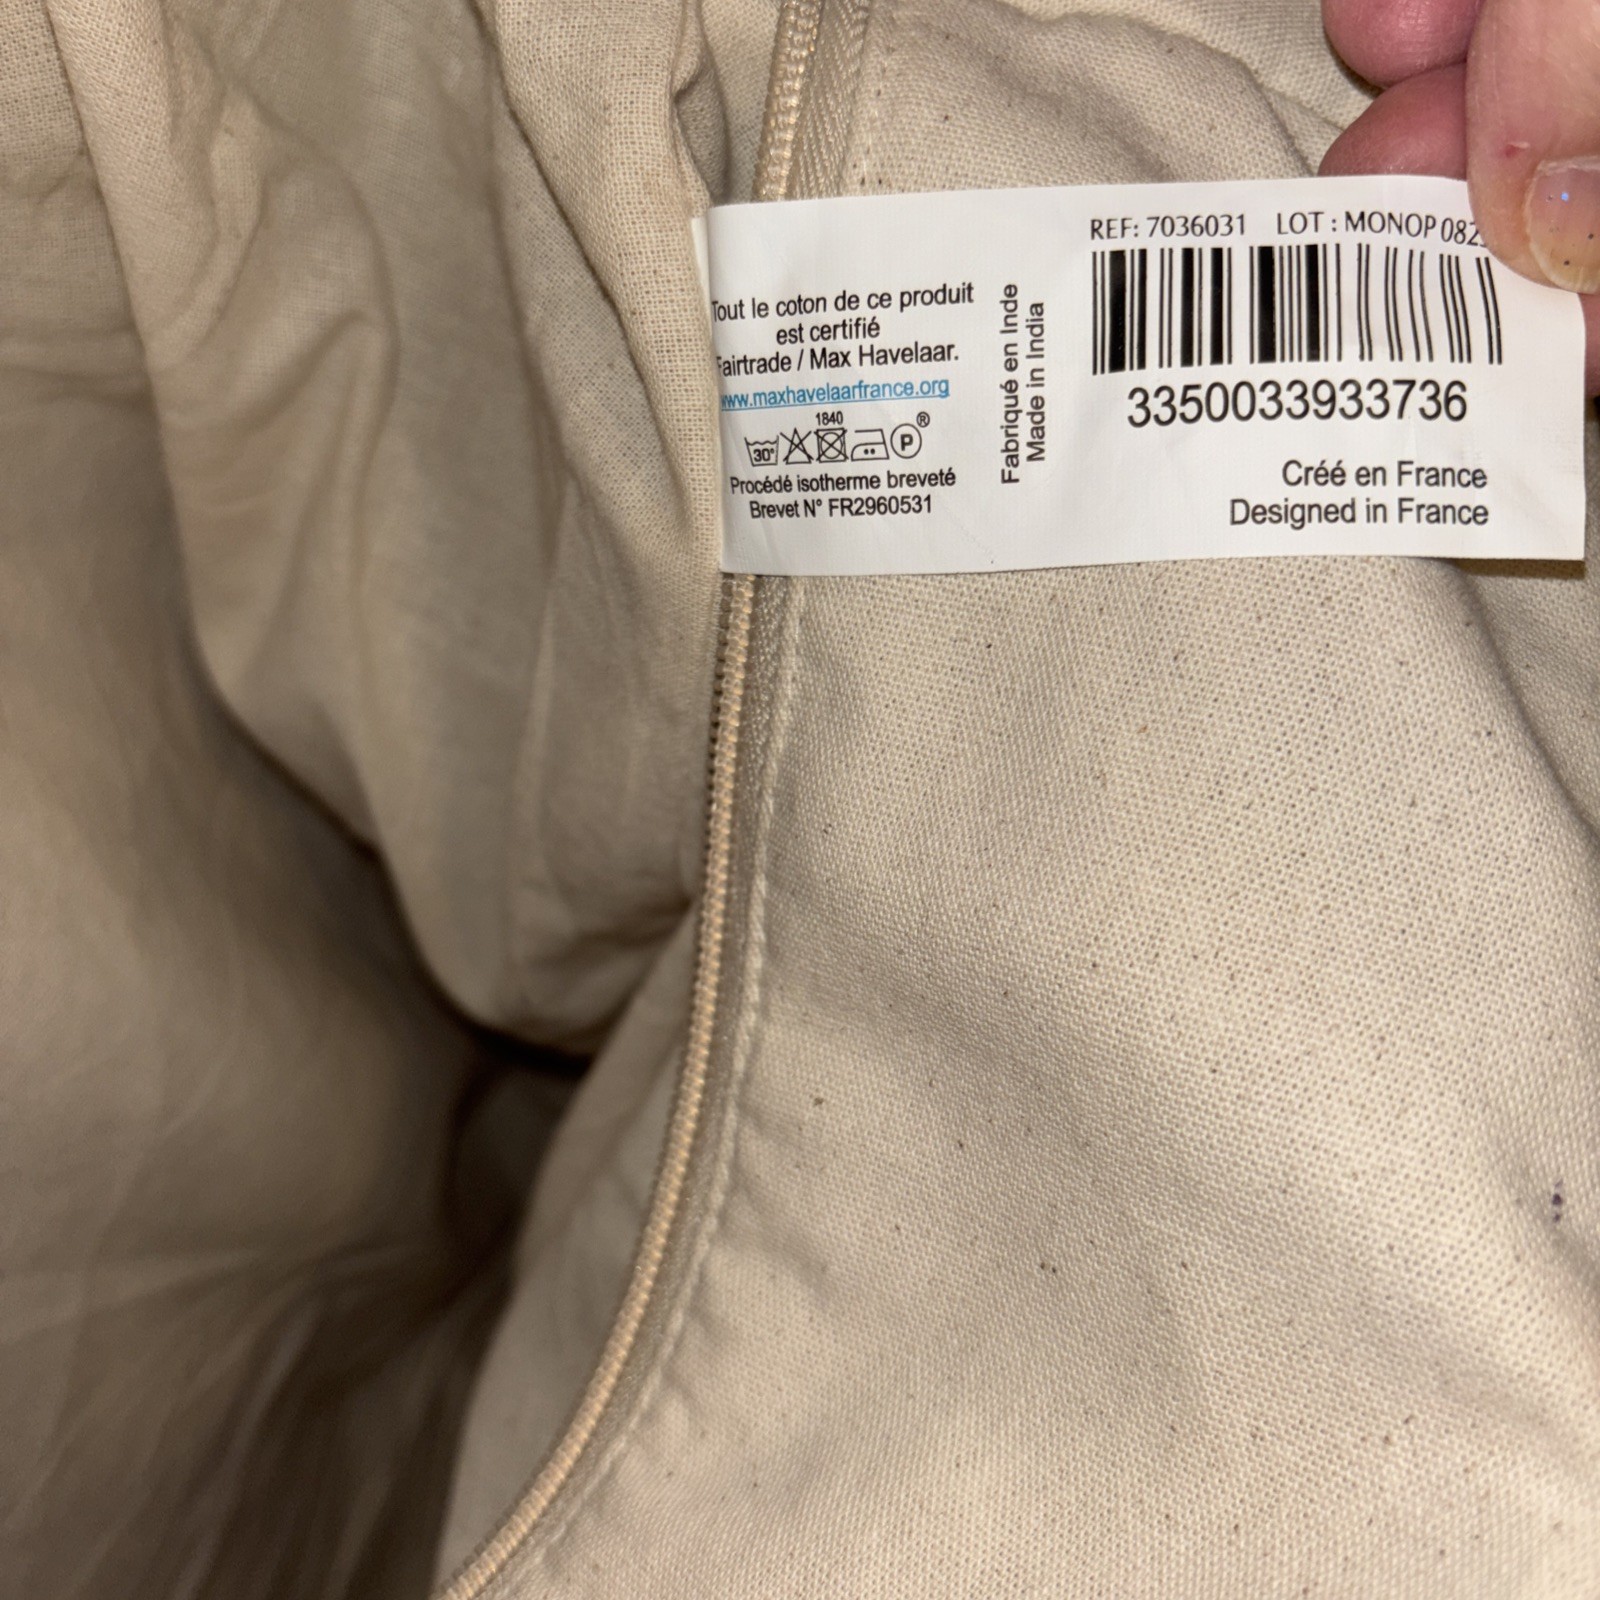 Tout le coton de ce produit
est certifié
Fairtrade / Max Havelaar.
www.maxhavelaarfrance.org
1840
30° P ®
Procédé isotherme breveté
Brevet N° FR2960531
Fabriqué en Inde
Made in India
REF: 7036031 LOT : MONOP 082
3350033933736
Créé en France
Designed in France